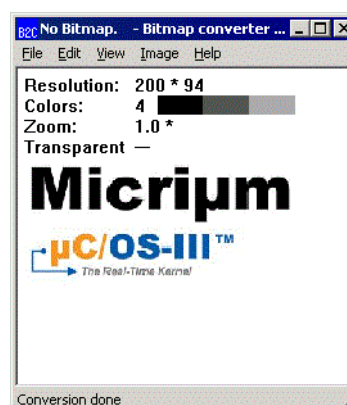 B2C No Bitmap. - Bitmap converter ...
File Edit View Image Help
Resolution: 200 * 94
Colors: 4
Zoom: 1.0 *
Transparent —
Micriµm
µC/OS-III™
The Real-Time Kernel
Conversion done